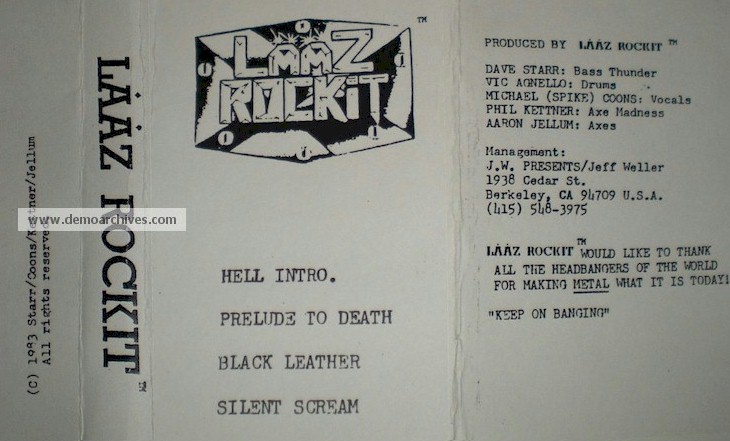 (C) 1983 Starr/Coons/Kettner/Jellum
All rights reserved
LÄÄZ ROCKIT™
www.demoarchives.com
™
LÄÄZ
ROCKIT
HELL INTRO.
PRELUDE TO DEATH
BLACK LEATHER
SILENT SCREAM
PRODUCED BY LÄÄZ ROCKIT™
DAVE STARR: Bass Thunder
VIC AGNELLO: Drums
MICHAEL (SPIKE) COONS: Vocals
PHIL KETTNER: Axe Madness
AARON JELLUM: Axes
Management:
J.W. PRESENTS/Jeff Weller
1938 Cedar St.
Berkeley, CA 94709 U.S.A.
(415) 548-3975
LÄÄZ ROCKIT™ WOULD LIKE TO THANK
ALL THE HEADBANGERS OF THE WORLD
FOR MAKING METAL WHAT IT IS TODAY!
"KEEP ON BANGING"